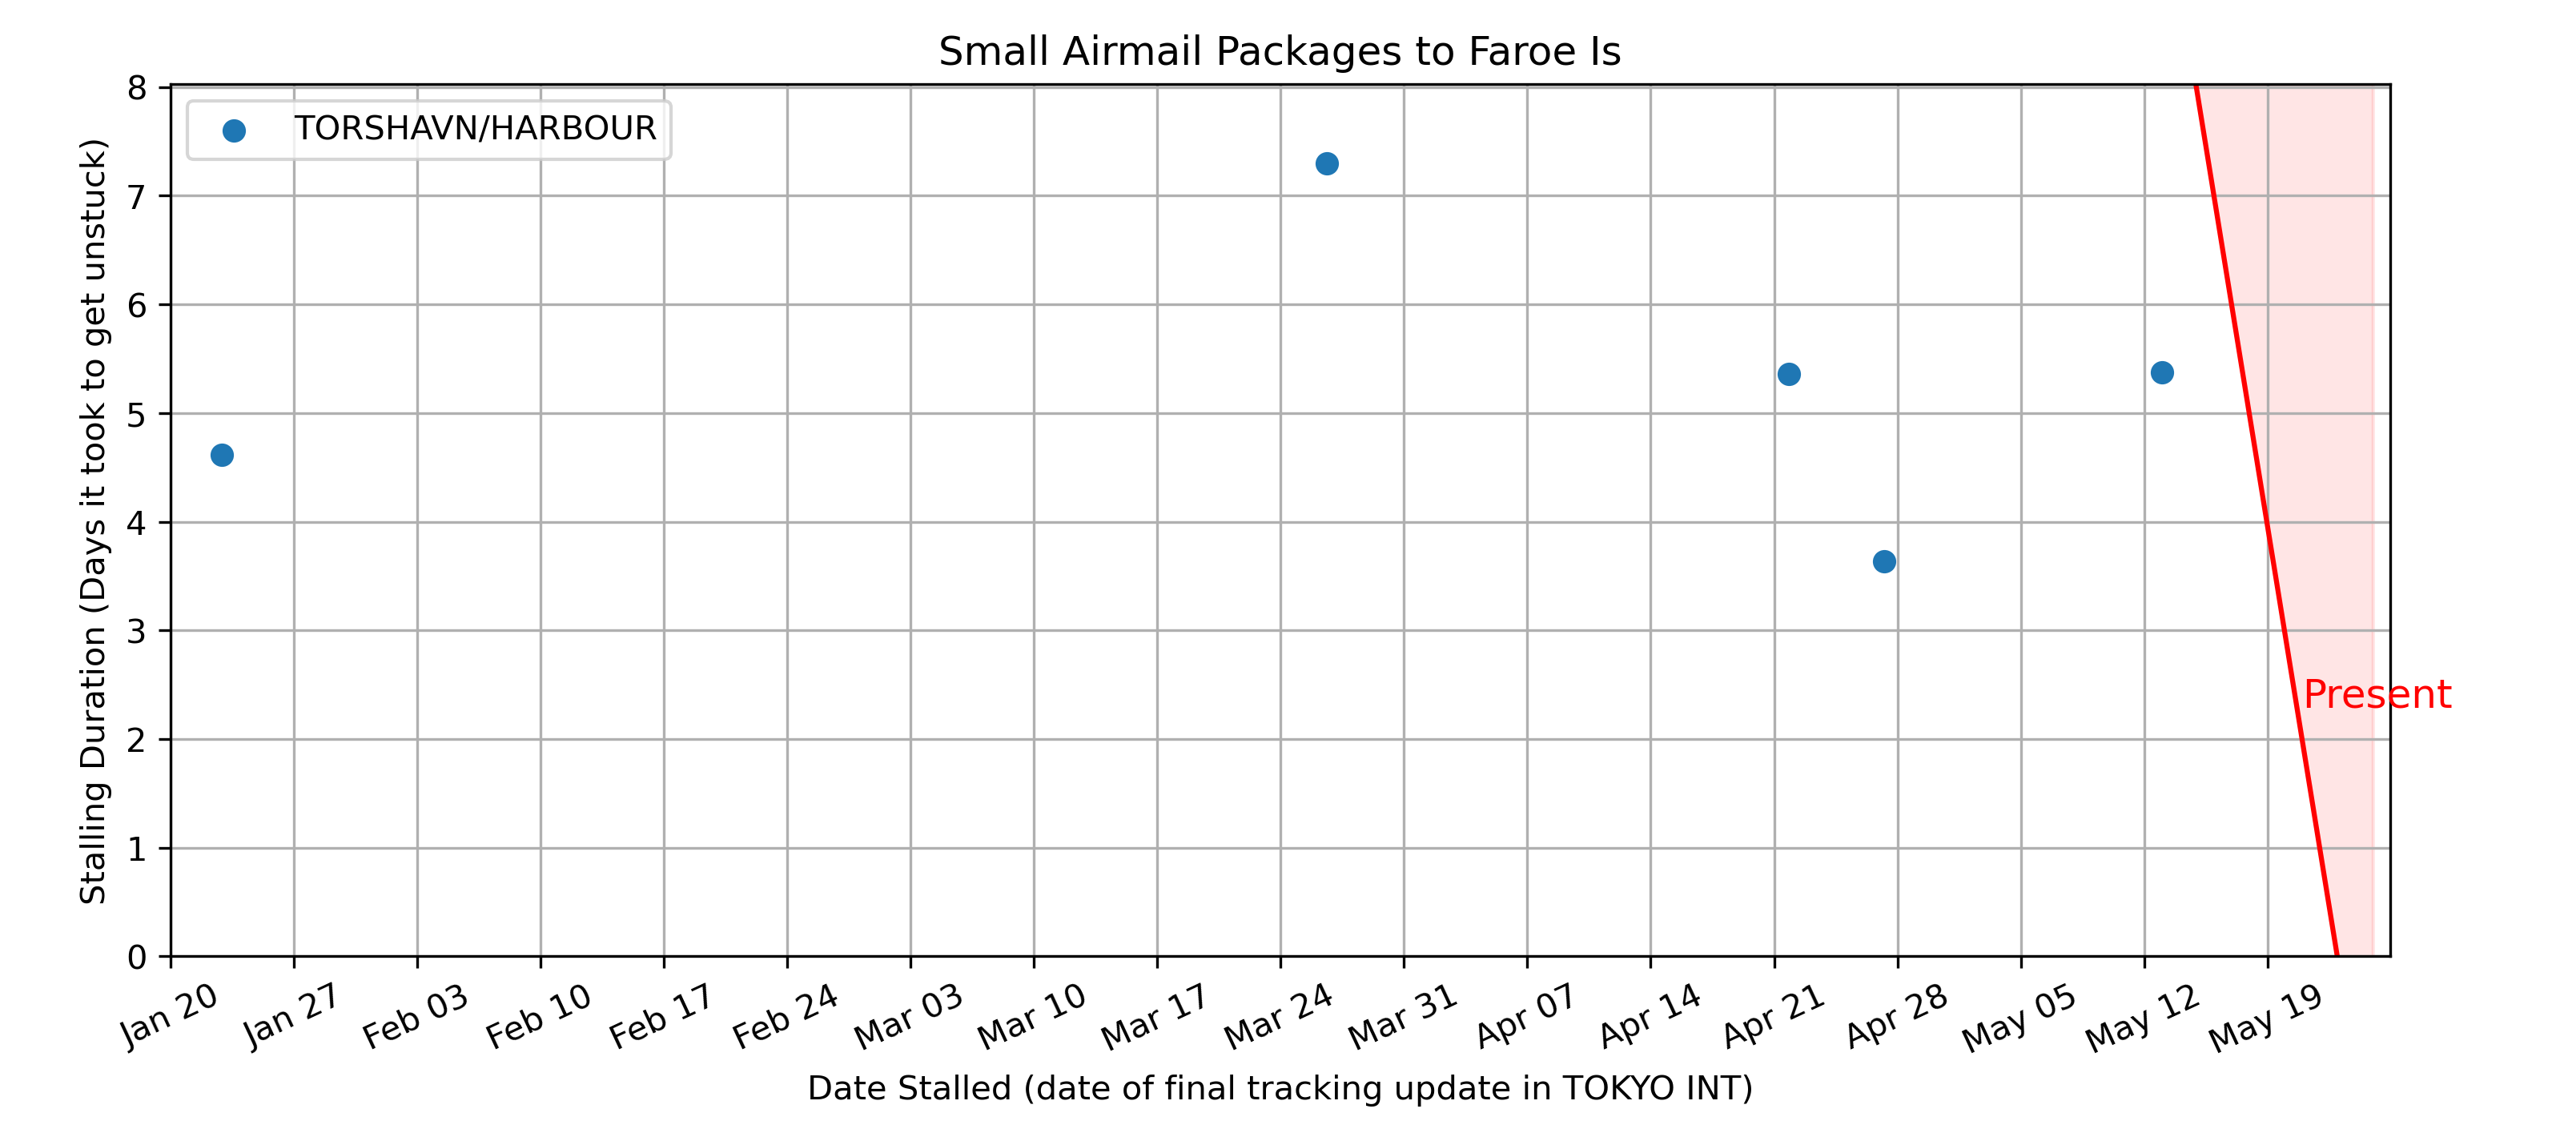 Small Airmail Packages to Faroe Is
TORSHAVN/HARBOUR
Stalling Duration (Days it took to get unstuck)
8
7
6
5
4
3
2
1
0
Present
Jan 20
Jan 27
Feb 03
Feb 10
Feb 17
Feb 24
Mar 03
Mar 10
Mar 17
Mar 24
Mar 31
Apr 07
Apr 14
Apr 21
Apr 28
May 05
May 12
May 19
Date Stalled (date of final tracking update in TOKYO INT)